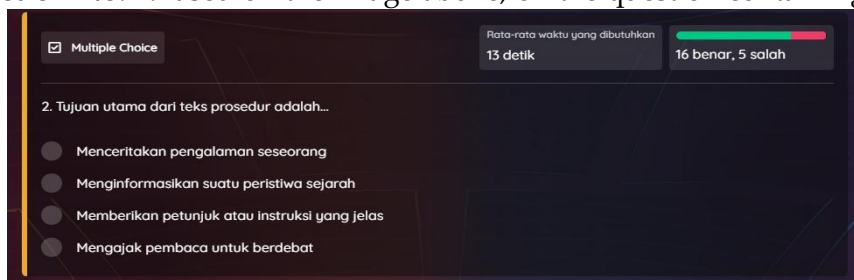 Multiple Choice
Rata-rata waktu yang dibutuhkan
13 detik
16 benar, 5 salah
2. Tujuan utama dari teks prosedur adalah...
Menceritakan pengalaman seseorang
Menginformasikan suatu peristiwa sejarah
Memberikan petunjuk atau instruksi yang jelas
Mengajak pembaca untuk berdebat